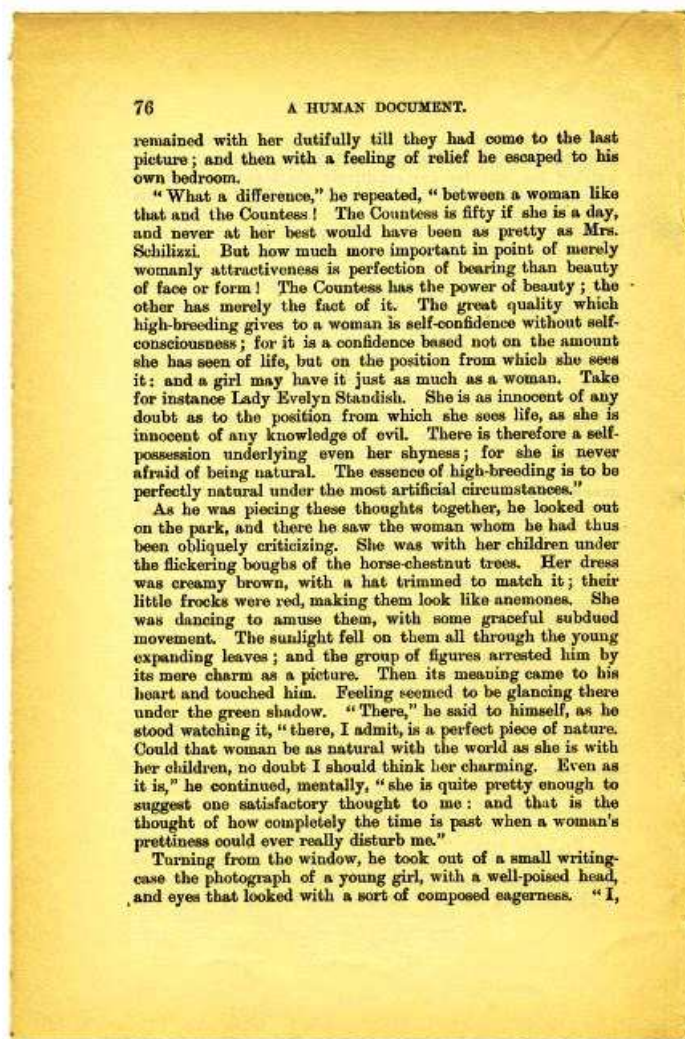 76 A HUMAN DOCUMENT.
remained with her dutifully till they had come to the last
picture; and then with a feeling of relief he escaped to his
own bedroom.
"What a difference," he repeated, "between a woman like
that and the Countess! The Countess is fifty if she is a day,
and never at her best would have been as pretty as Mrs.
Schilizzi. But how much more important in point of merely
womanly attractiveness is perfection of bearing than beauty
of face or form! The Countess has the power of beauty; the
other has merely the fact of it. The great quality which
high-breeding gives to a woman is self-confidence without self-
consciousness; for it is a confidence based not on the amount
she has seen of life, but on the position from which she sees
it: and a girl may have it just as much as a woman. Take
for instance Lady Evelyn Standish. She is as innocent of any
doubt as to the position from which she sees life, as she is
innocent of any knowledge of evil. There is therefore a self-
possession underlying even her shyness; for she is never
afraid of being natural. The essence of high-breeding is to be
perfectly natural under the most artificial circumstances."
As he was piecing these thoughts together, he looked out
on the park, and there he saw the woman whom he had thus
been obliquely criticizing. She was with her children under
the flickering boughs of the horse-chestnut trees. Her dress
was creamy brown, with a hat trimmed to match it; their
little frocks were red, making them look like anemones. She
was dancing to amuse them, with some graceful subdued
movement. The sunlight fell on them all through the young
expanding leaves; and the group of figures arrested him by
its mere charm as a picture. Then its meaning came to his
heart and touched him. Feeling seemed to be glancing there
under the green shadow. "There," he said to himself, as he
stood watching it, "there, I admit, is a perfect piece of nature.
Could that woman be as natural with the world as she is with
her children, no doubt I should think her charming. Even as
it is," he continued, mentally, "she is quite pretty enough to
suggest one satisfactory thought to me: and that is the
thought of how completely the time is past when a woman's
prettiness could ever really disturb me."
Turning from the window, he took out of a small writing-
case the photograph of a young girl, with a well-poised head,
and eyes that looked with a sort of composed eagerness. "I,